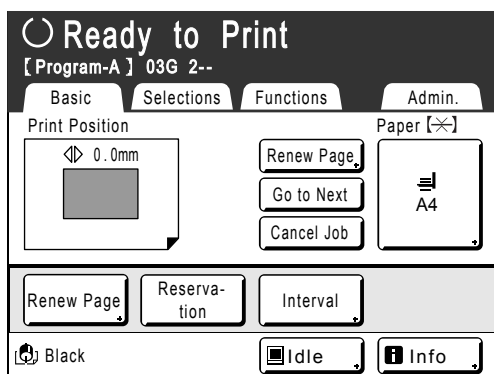 Ready to Print
【Program-A】 03G 2--
Basic Selections Functions Admin.
Print Position Paper【✳】
0.0mm
Renew Page
Go to Next
Cancel Job
A4
Renew Page
Reserva-
tion
Interval
Black
Idle
Info